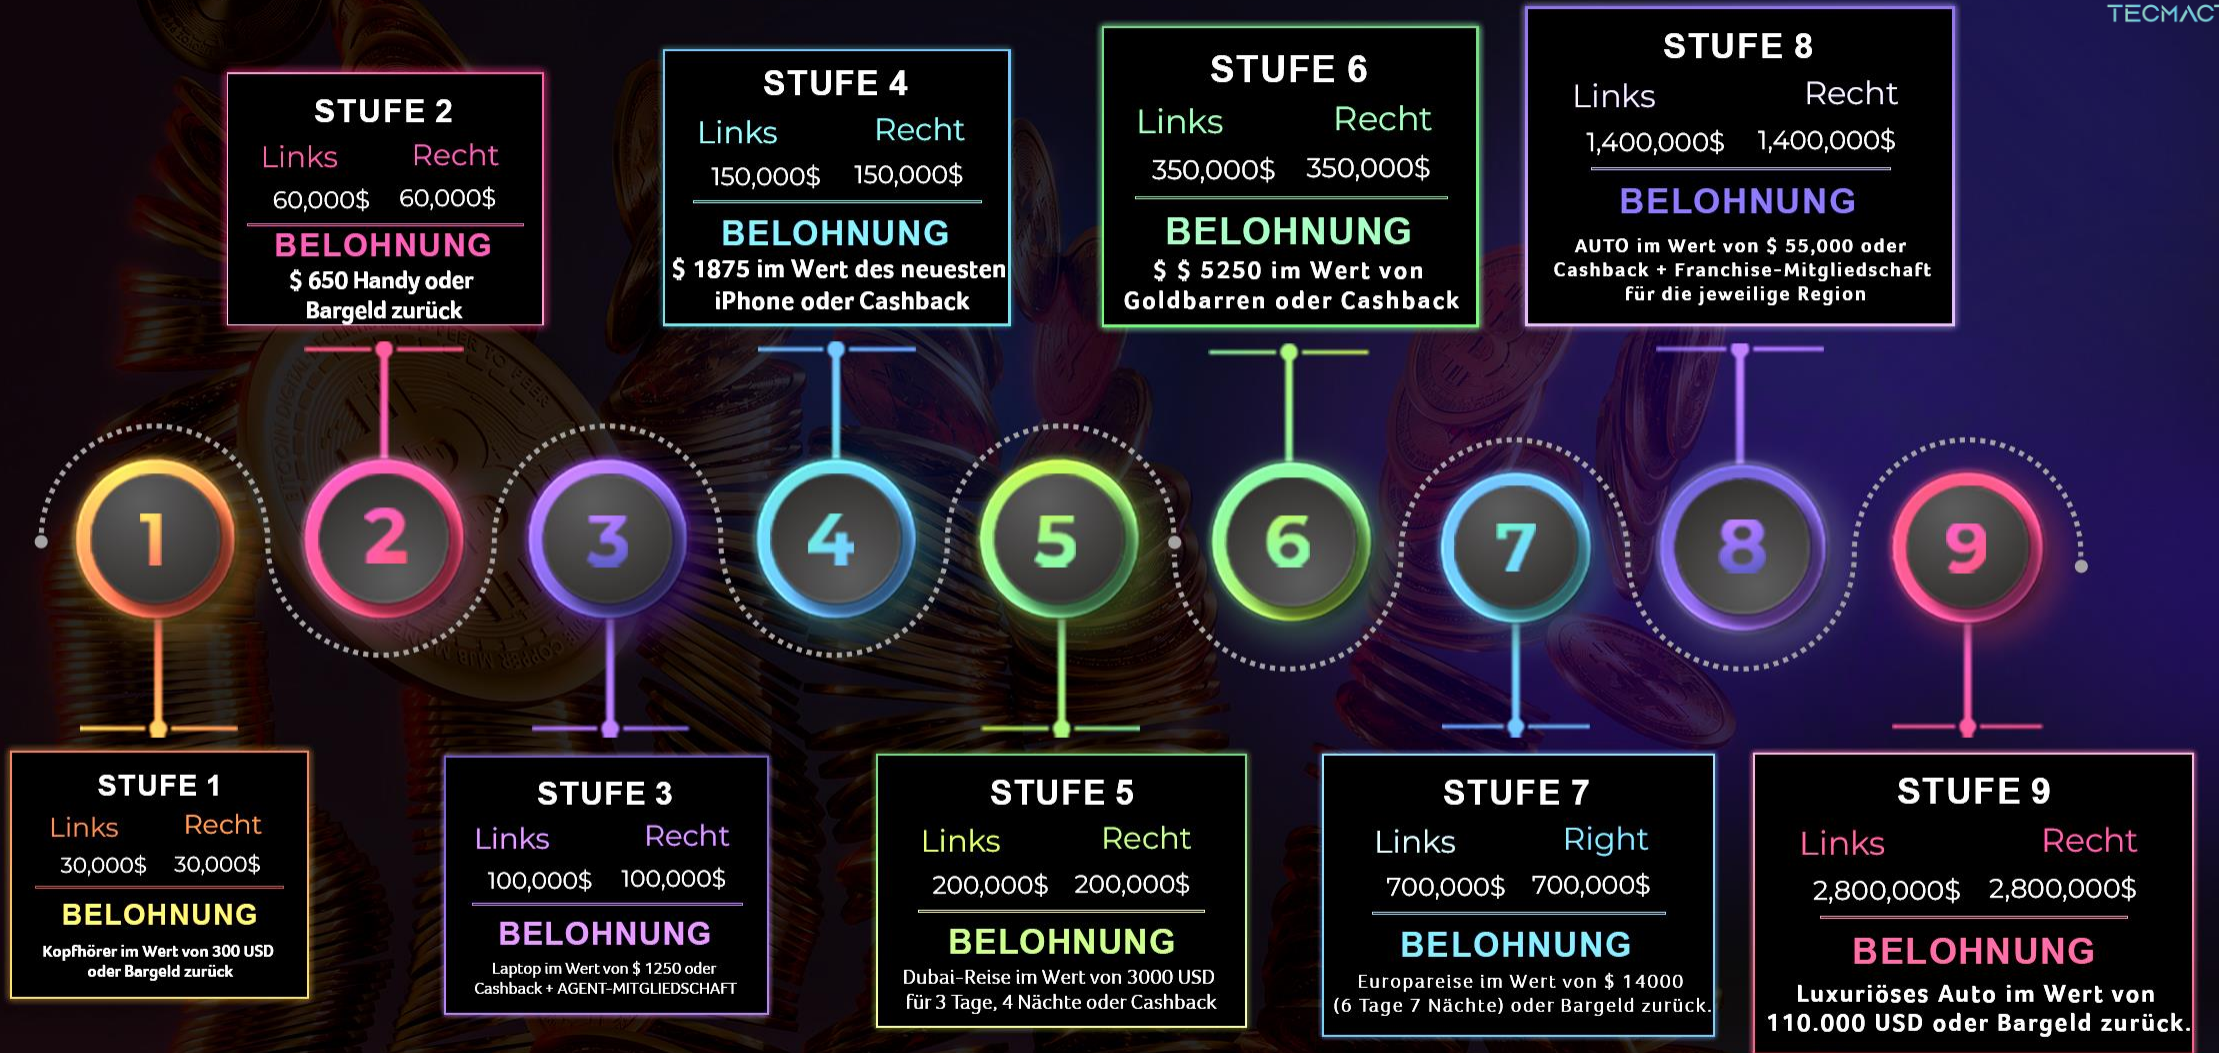 TECMACT
STUFE 2
Links Recht
60,000$ 60,000$
BELOHNUNG
$ 650 Handy oder
Bargeld zurück
STUFE 4
Links Recht
150,000$ 150,000$
BELOHNUNG
$ 1875 im Wert des neuesten
iPhone oder Cashback
STUFE 6
Links Recht
350,000$ 350,000$
BELOHNUNG
$ $ 5250 im Wert von
Goldbarren oder Cashback
STUFE 8
Links Recht
1,400,000$ 1,400,000$
BELOHNUNG
AUTO im Wert von $ 55,000 oder
Cashback + Franchise-Mitgliedschaft
für die jeweilige Region
1 2 3 4 5 6 7 8 9
STUFE 1
Links Recht
30,000$ 30,000$
BELOHNUNG
Kopfhörer im Wert von 300 USD
oder Bargeld zurück
STUFE 3
Links Recht
100,000$ 100,000$
BELOHNUNG
Laptop im Wert von $ 1250 oder
Cashback + AGENT-MITGLIEDSCHAFT
STUFE 5
Links Recht
200,000$ 200,000$
BELOHNUNG
Dubai-Reise im Wert von 3000 USD
für 3 Tage, 4 Nächte oder Cashback
STUFE 7
Links Right
700,000$ 700,000$
BELOHNUNG
Europareise im Wert von $ 14000
(6 Tage 7 Nächte) oder Bargeld zurück.
STUFE 9
Links Recht
2,800,000$ 2,800,000$
BELOHNUNG
Luxuriöses Auto im Wert von
110.000 USD oder Bargeld zurück.